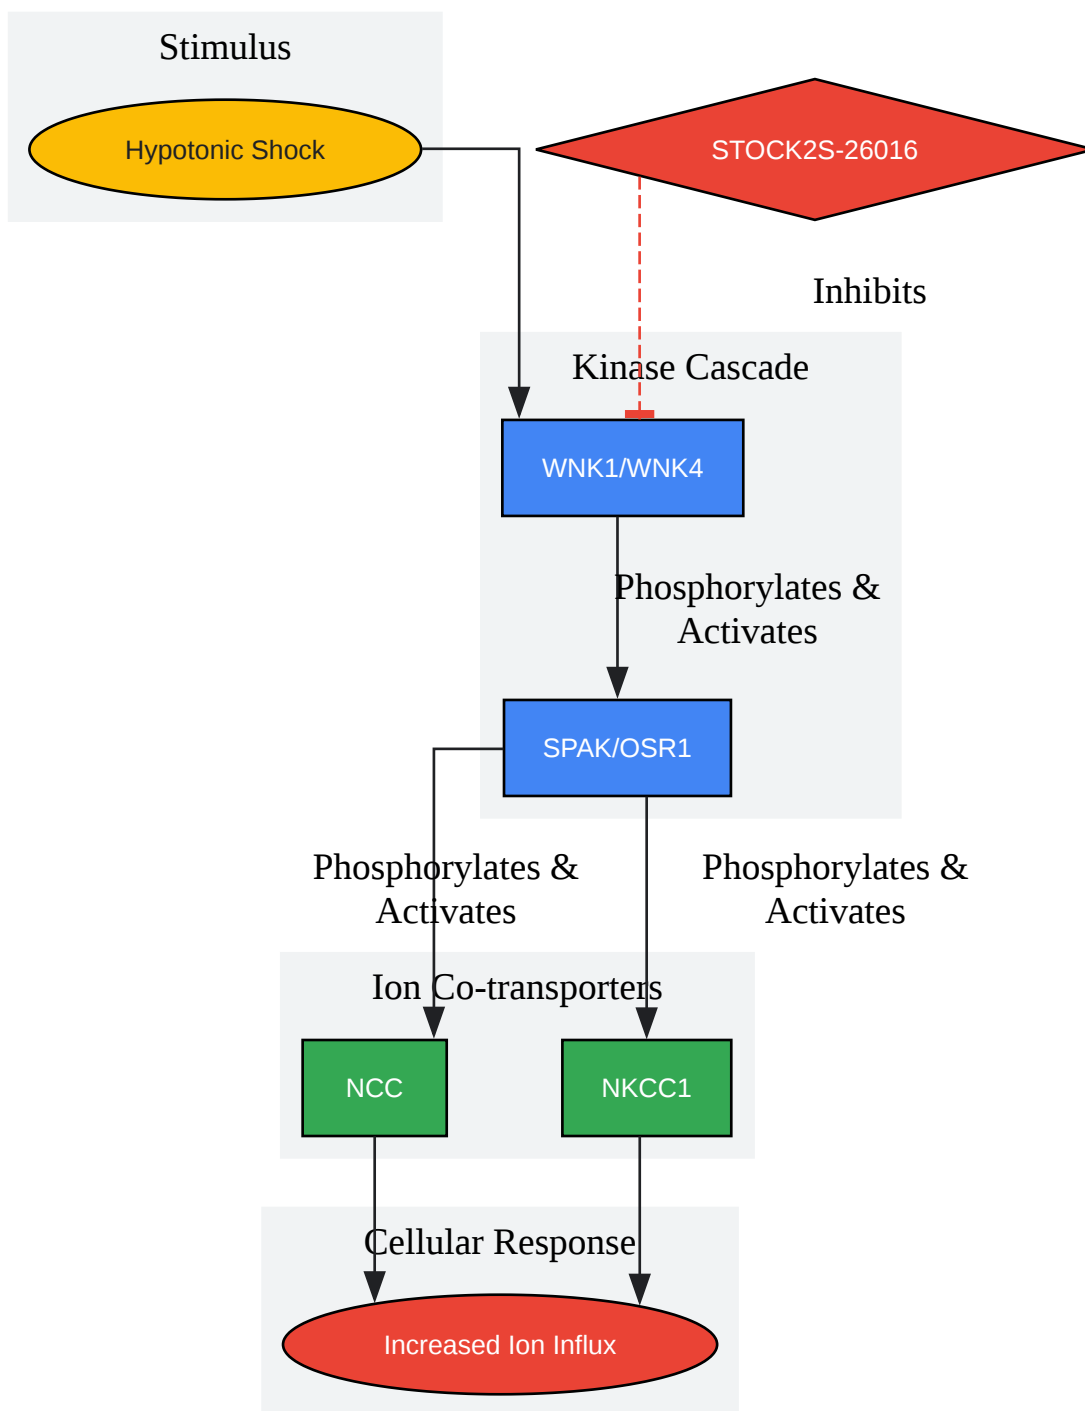 Stimulus
Hypotonic Shock
STOCK2S-26016
Inhibits
Kinase Cascade
WNK1/WNK4
Phosphorylates &
Activates
SPAK/OSR1
Phosphorylates &
Activates
Phosphorylates &
Activates
Ion Co-transporters
NCC
NKCC1
Cellular Response
Increased Ion Influx